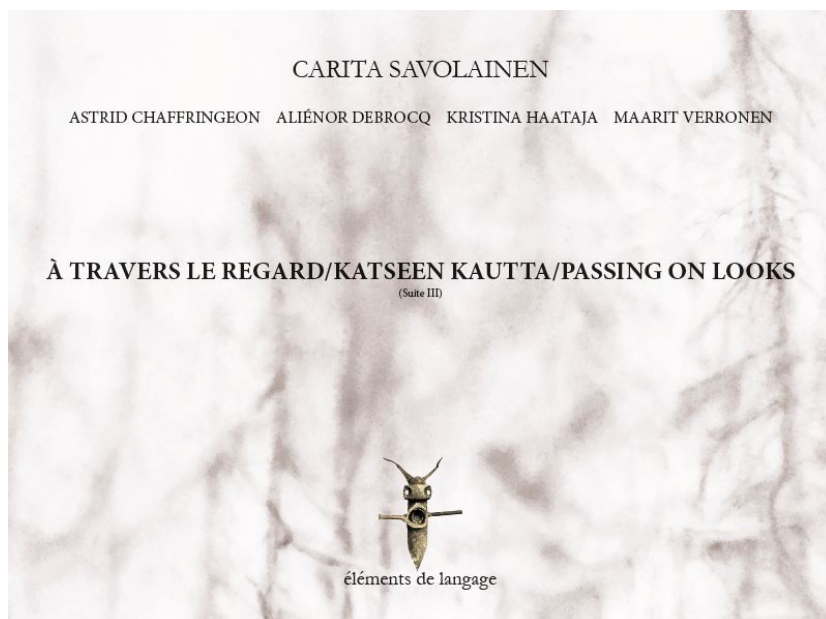 CARITA SAVOLAINEN
ASTRID CHAFFRINGEON ALIÉNOR DEBROCQ KRISTINA HAATAJA MAARIT VERRONEN
À TRAVERS LE REGARD/KATSEEN KAUTTA/PASSING ON LOOKS
(Suite III)
éléments de langage